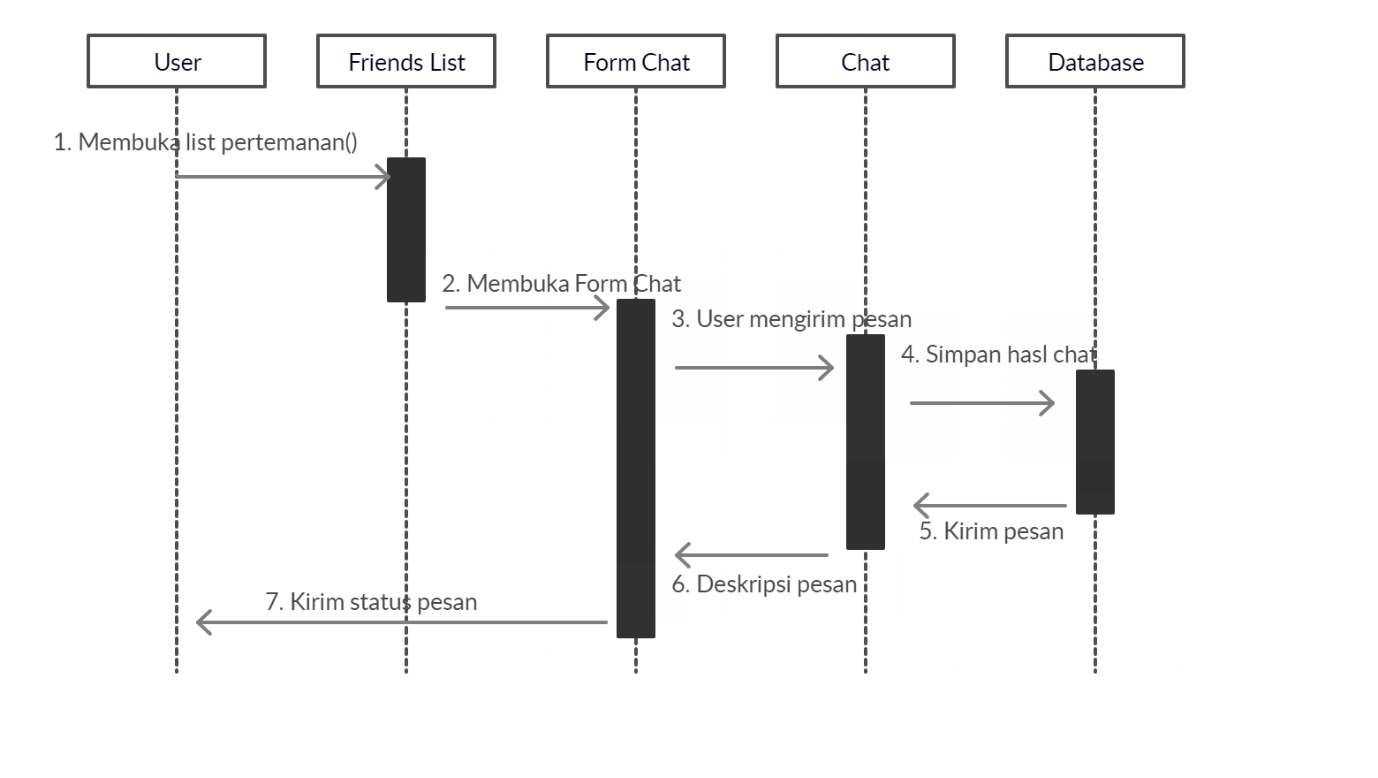 User
Friends List
Form Chat
Chat
Database
1. Membuka list pertemanan()
2. Membuka Form Chat
3. User mengirim pesan
4. Simpan hasl chat
5. Kirim pesan
6. Deskripsi pesan
7. Kirim status pesan